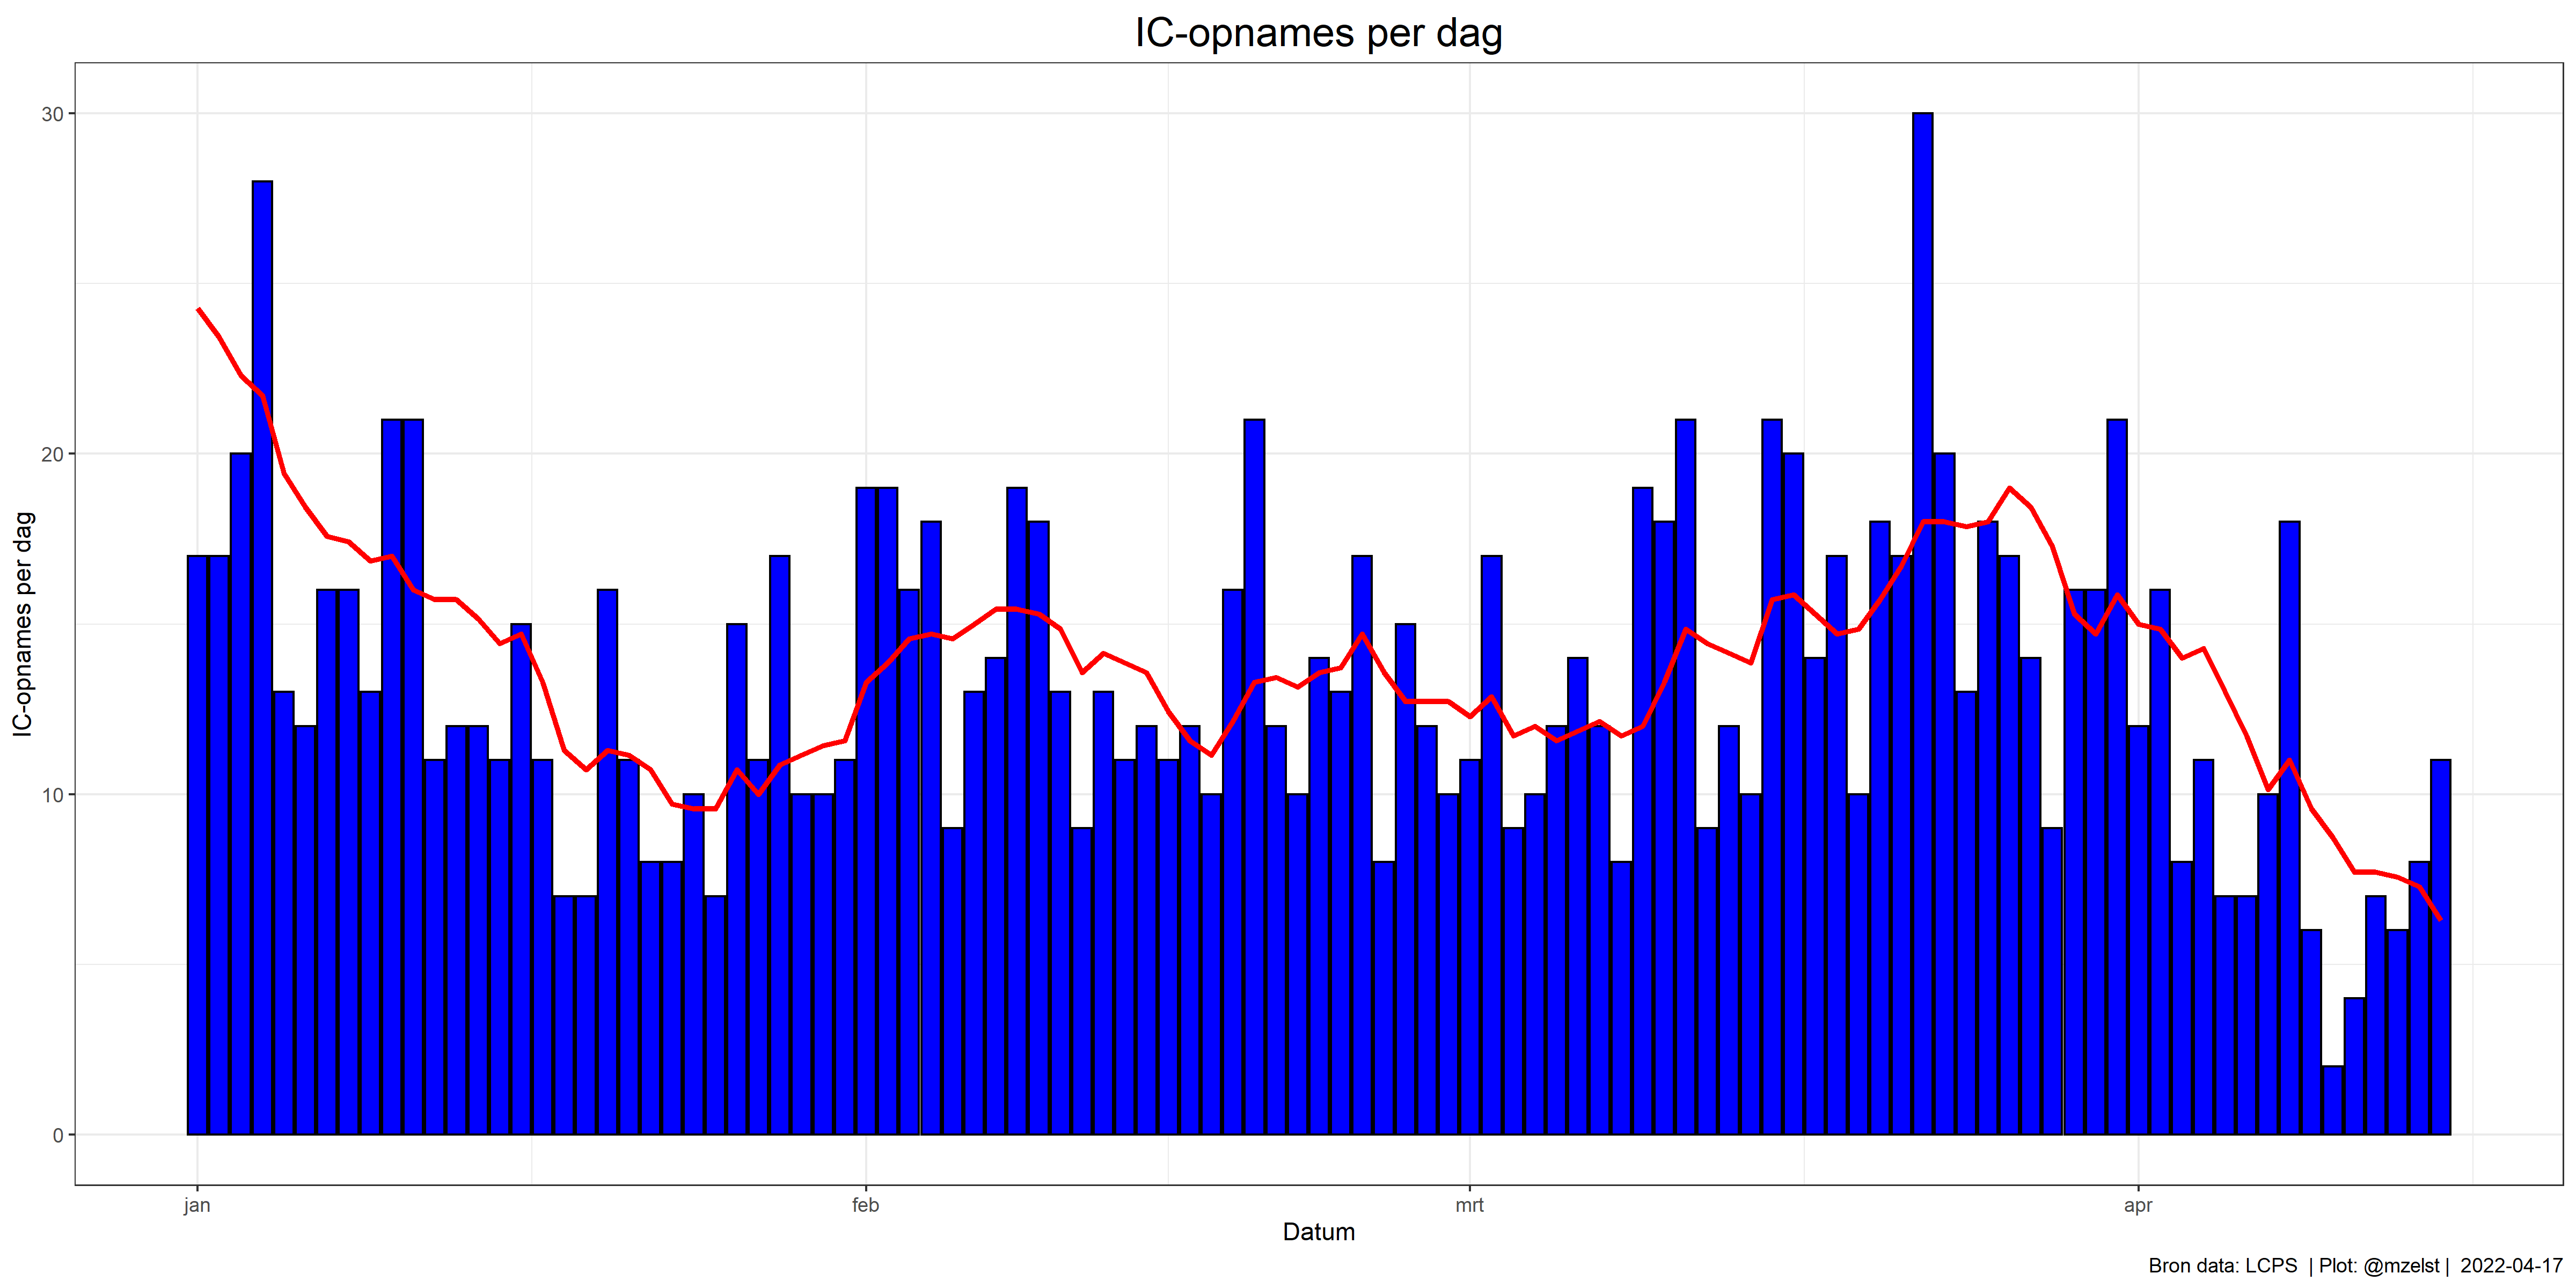 IC-opnames per dag
IC-opnames per dag
30
20
10
0
jan feb mrt apr
Datum
Bron data: LCPS | Plot: @mzelst | 2022-04-17